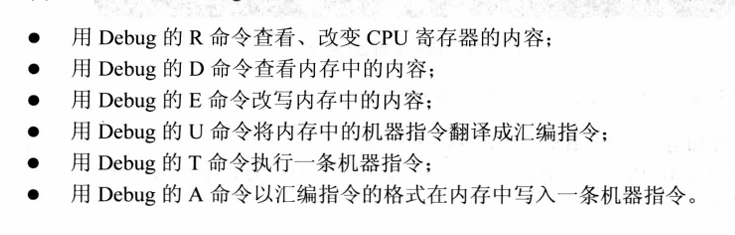 ● 用 Debug 的 R 命令查看、改变 CPU 寄存器的内容；
● 用 Debug 的 D 命令查看内存中的内容；
● 用 Debug 的 E 命令改写内存中的内容；
● 用 Debug 的 U 命令将内存中的机器指令翻译成汇编指令；
● 用 Debug 的 T 命令执行一条机器指令；
● 用 Debug 的 A 命令以汇编指令的格式在内存中写入一条机器指令。